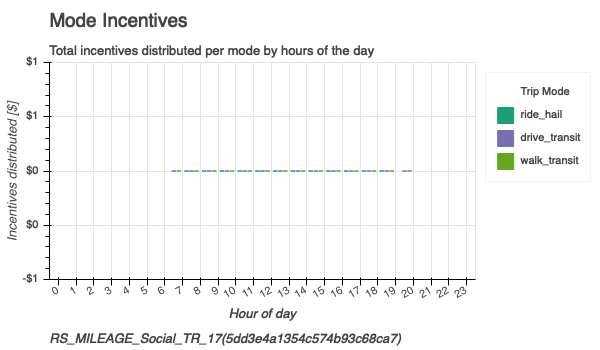 Mode Incentives
Total incentives distributed per mode by hours of the day
$1
$1
$0
$0
-$1
Incentives distributed [$]
0 1 2 3 4 5 6 7 8 9 10 11 12 13 14 15 16 17 18 19 20 21 22 23
Hour of day
Trip Mode
ride_hail
drive_transit
walk_transit
RS_MILEAGE_Social_TR_17(5dd3e4a1354c574b93c68ca7)